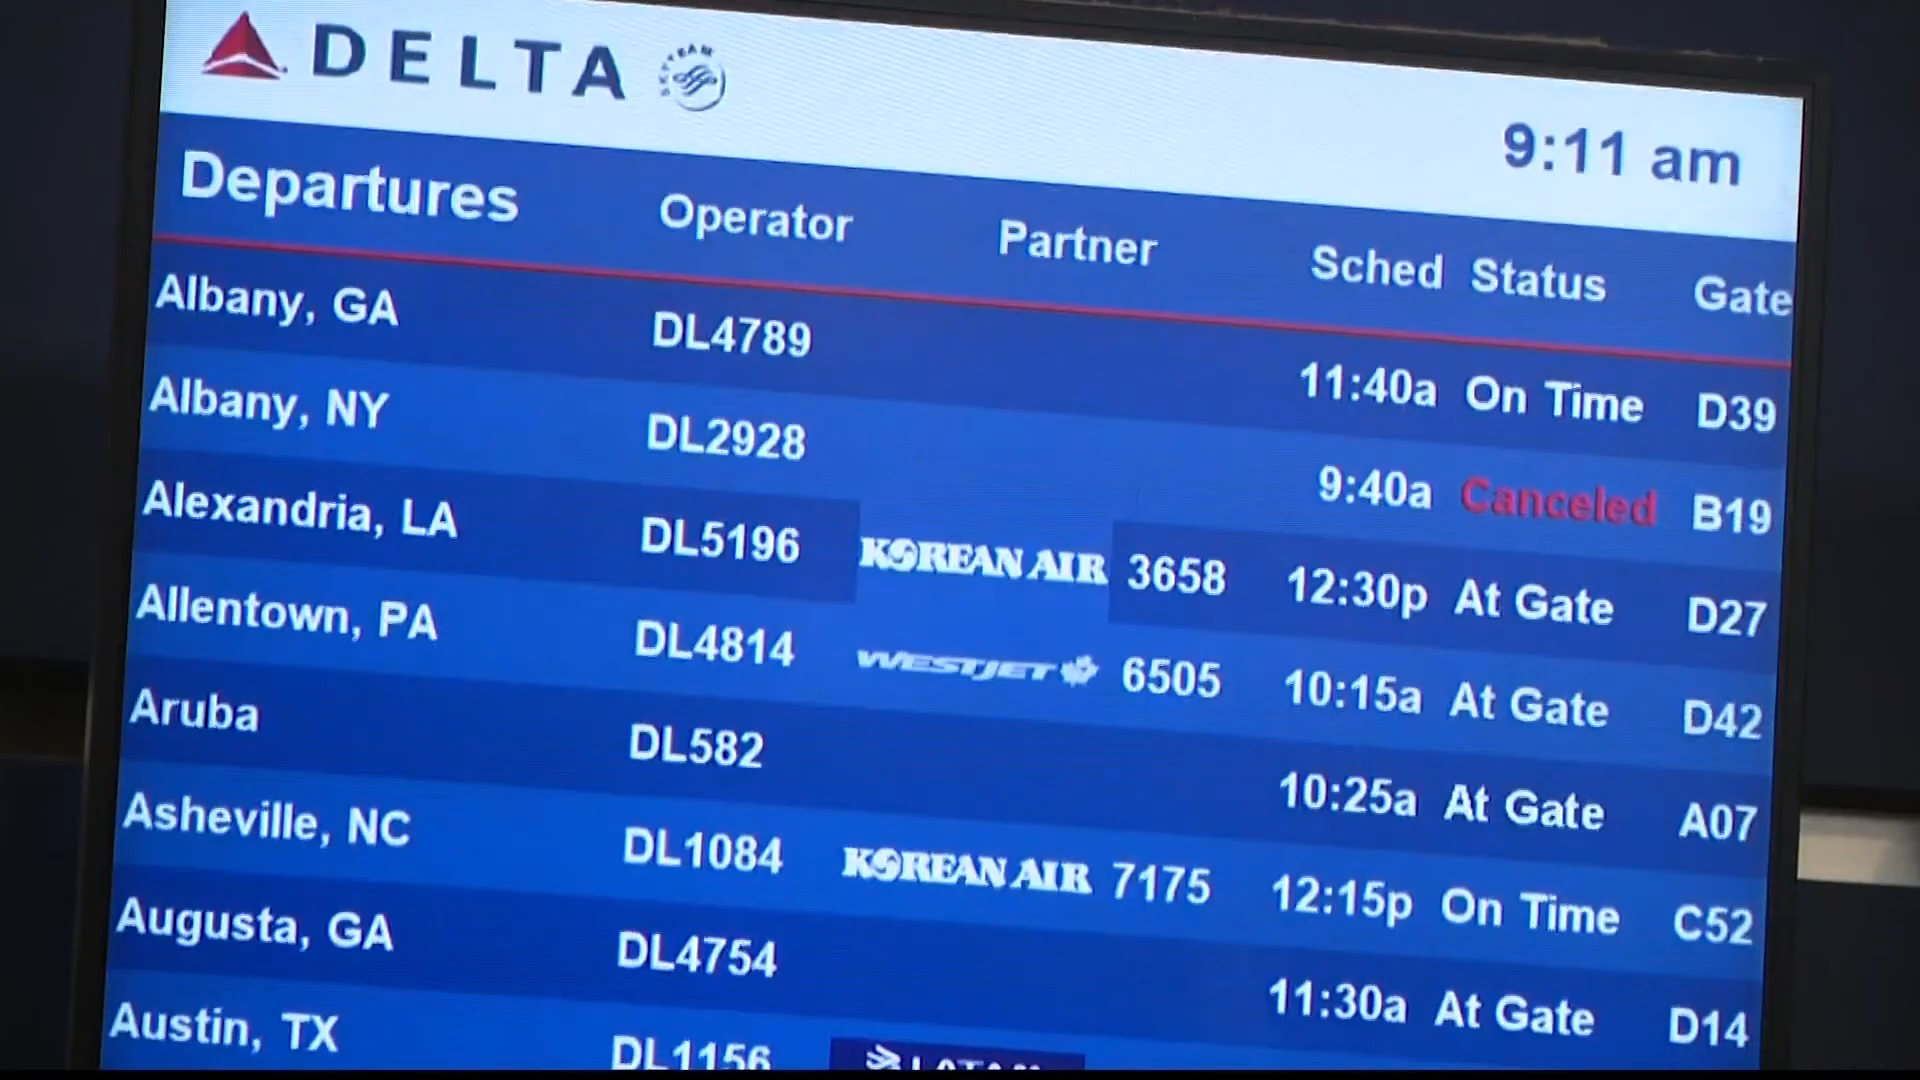 DELTA SKYTEAM
9:11 am
Departures Operator Partner Sched Status Gate
Albany, GA DL4789 11:40a On Time D39
Albany, NY DL2928 9:40a Canceled B19
Alexandria, LA DL5196 KOREAN AIR 3658 12:30p At Gate D27
Allentown, PA DL4814 WESTJET 6505 10:15a At Gate D42
Aruba DL582 10:25a At Gate A07
Asheville, NC DL1084 KOREAN AIR 7175 12:15p On Time C52
Augusta, GA DL4754 11:30a At Gate D14
Austin, TX DL1156